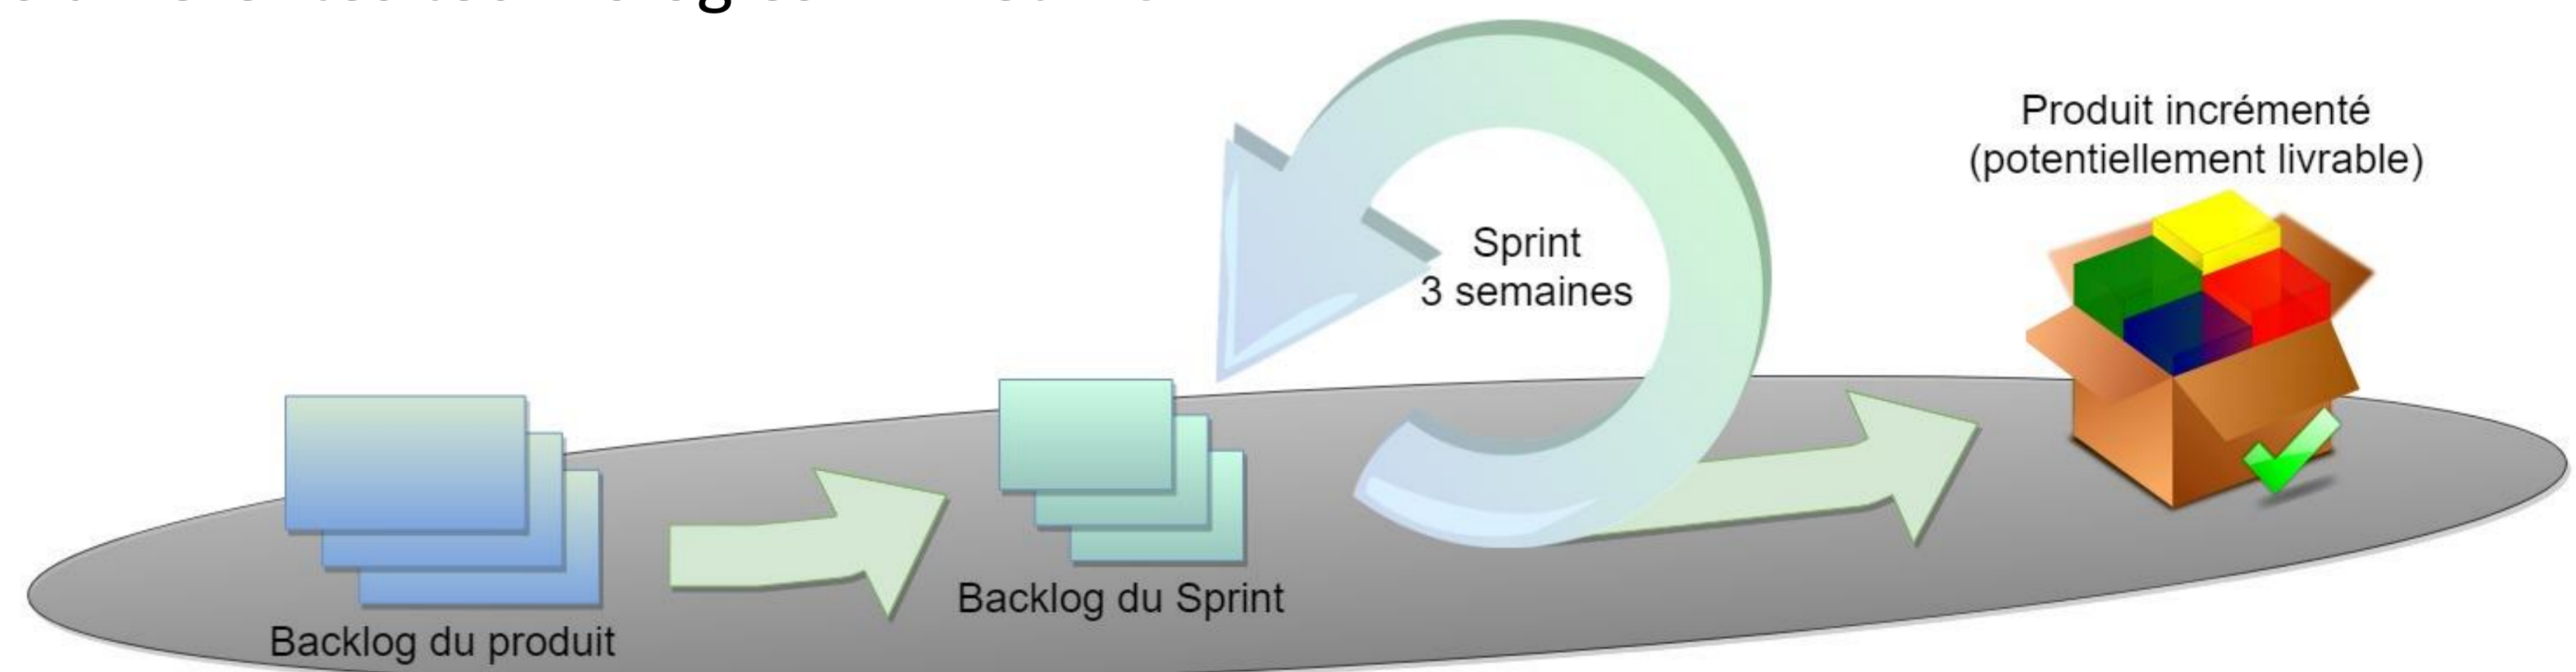 Produit incrémenté
(potentiellement livrable)
Sprint
3 semaines
Backlog du Sprint
Backlog du produit